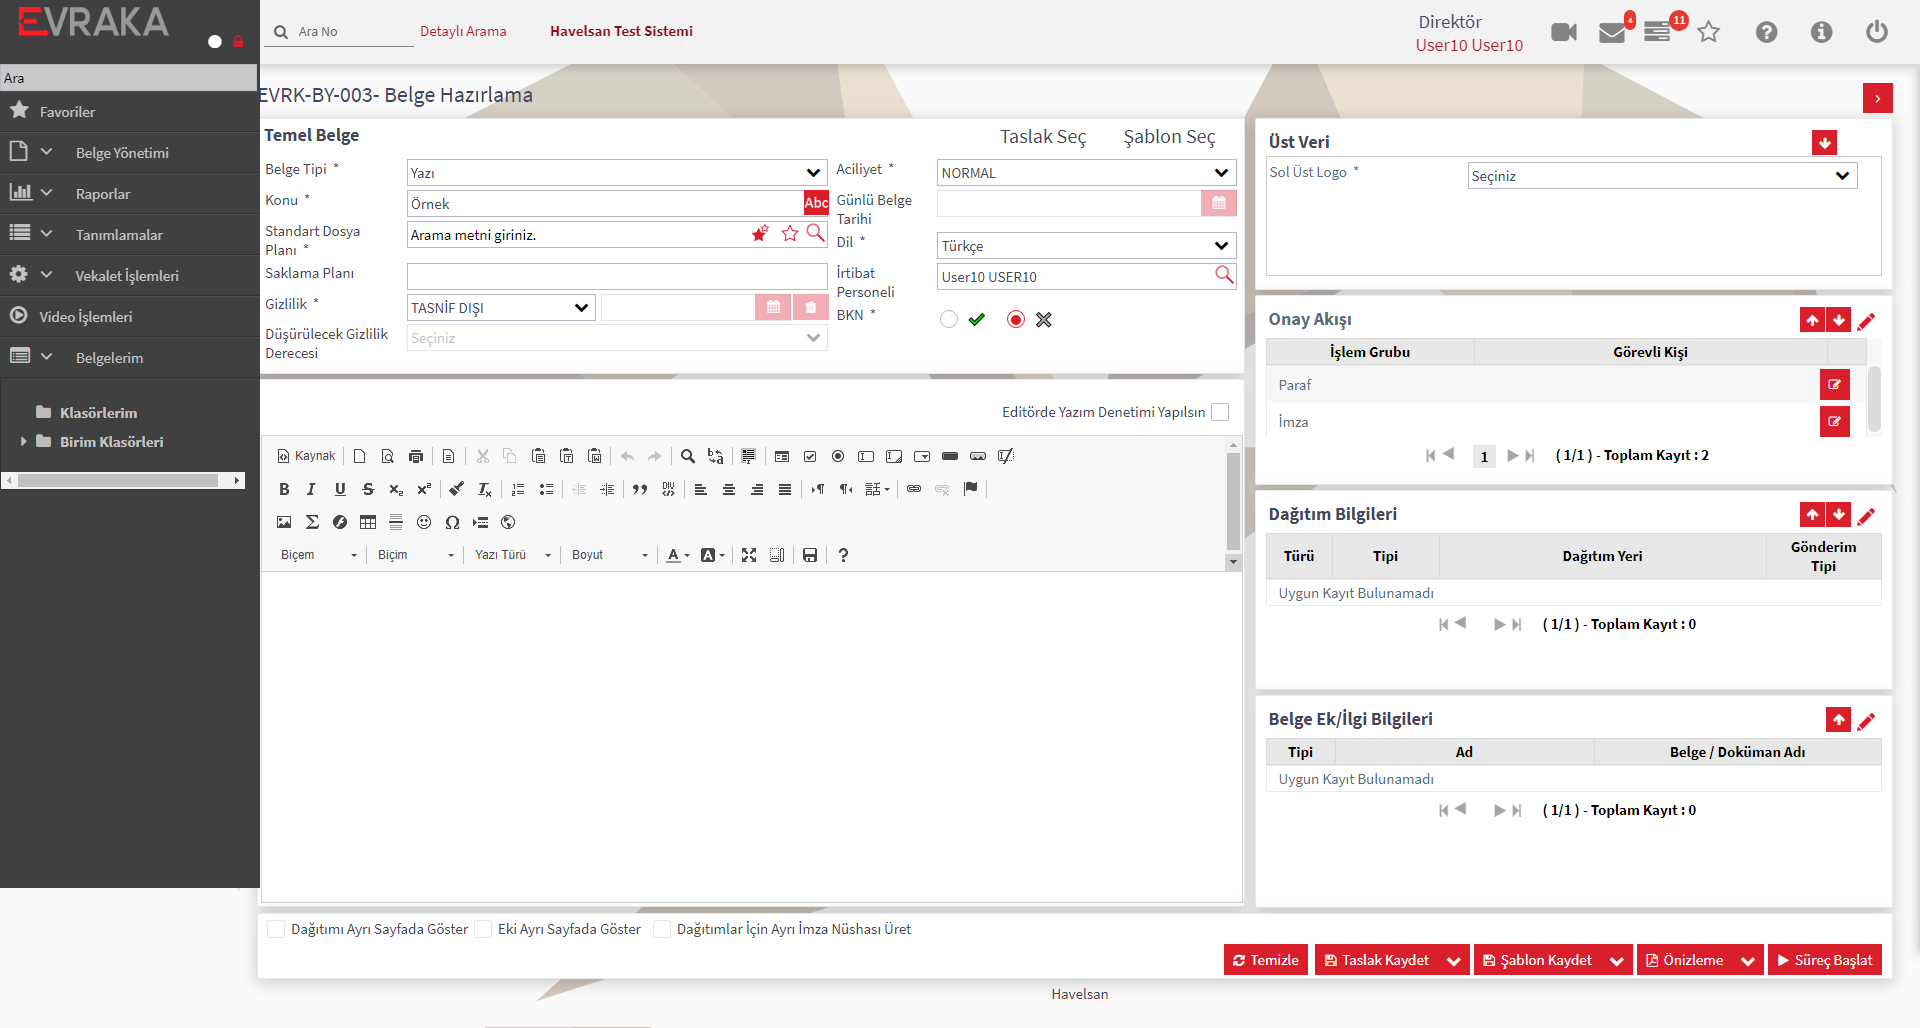 EVRAKA
Ara No
Detaylı Arama
Havelsan Test Sistemi
Direktör
User10 User10
4
11
Ara
Favoriler
Belge Yönetimi
Raporlar
Tanımlamalar
Vekalet İşlemleri
Video İşlemleri
Belgelerim
Klasörlerim
Birim Klasörleri
EVRK-BY-003- Belge Hazırlama
Temel Belge
Taslak Seç
Şablon Seç
Belge Tipi *
Yazı
Aciliyet *
NORMAL
Konu *
Örnek
Abc
Günlü Belge
Tarihi
Standart Dosya
Planı *
Arama metni giriniz.
Dil *
Türkçe
Saklama Planı
İrtibat
Personeli
User10 USER10
Gizlilik *
TASNİF DIŞI
BKN *
Düşürülecek Gizlilik
Derecesi
Seçiniz
Editörde Yazım Denetimi Yapılsın
Kaynak
Biçem
Biçim
Yazı Türü
Boyut
Üst Veri
Sol Üst Logo *
Seçiniz
Onay Akışı
İşlem Grubu
Görevli Kişi
Paraf
İmza
1
( 1/1 ) - Toplam Kayıt : 2
Dağıtım Bilgileri
Türü
Tipi
Dağıtım Yeri
Gönderim
Tipi
Uygun Kayıt Bulunamadı
( 1/1 ) - Toplam Kayıt : 0
Belge Ek/İlgi Bilgileri
Tipi
Ad
Belge / Doküman Adı
Uygun Kayıt Bulunamadı
( 1/1 ) - Toplam Kayıt : 0
Dağıtımı Ayrı Sayfada Göster
Eki Ayrı Sayfada Göster
Dağıtımlar İçin Ayrı İmza Nüshası Üret
Temizle
Taslak Kaydet
Şablon Kaydet
Önizleme
Süreç Başlat
Havelsan